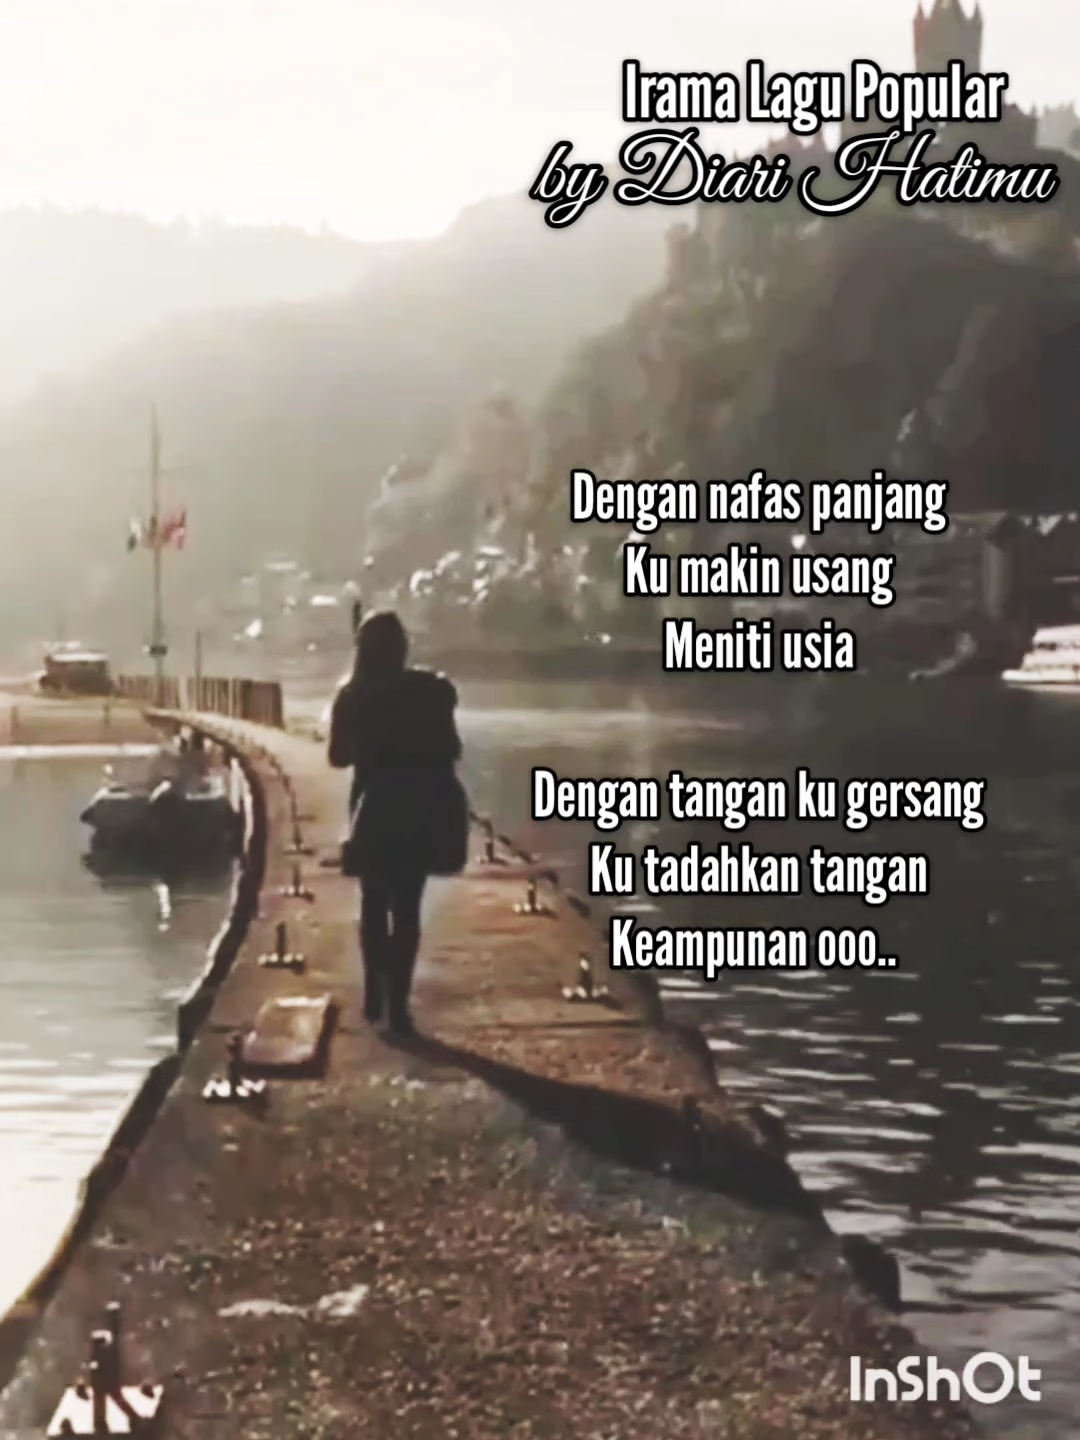 Irama Lagu Popular
by Diari Hatimu
Dengan nafas panjang
Ku makin usang
Meniti usia
Dengan tangan ku gersang
Ku tadahkan tangan
Keampunan ooo..
InShOt